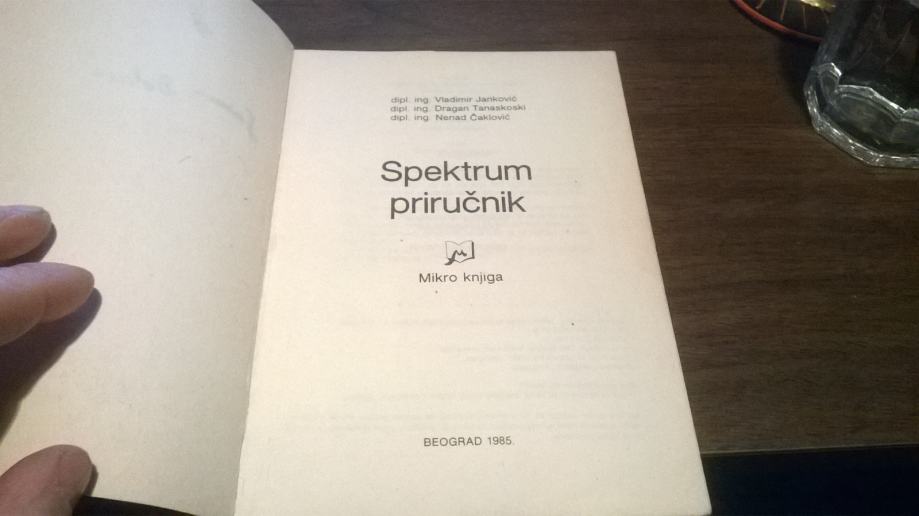 dipl. ing. Vladimir Janković
dipl. ing. Dragan Tanaskoski
dipl. ing. Nenad Čaklović
Spektrum
priručnik
Mikro knjiga
BEOGRAD 1985.